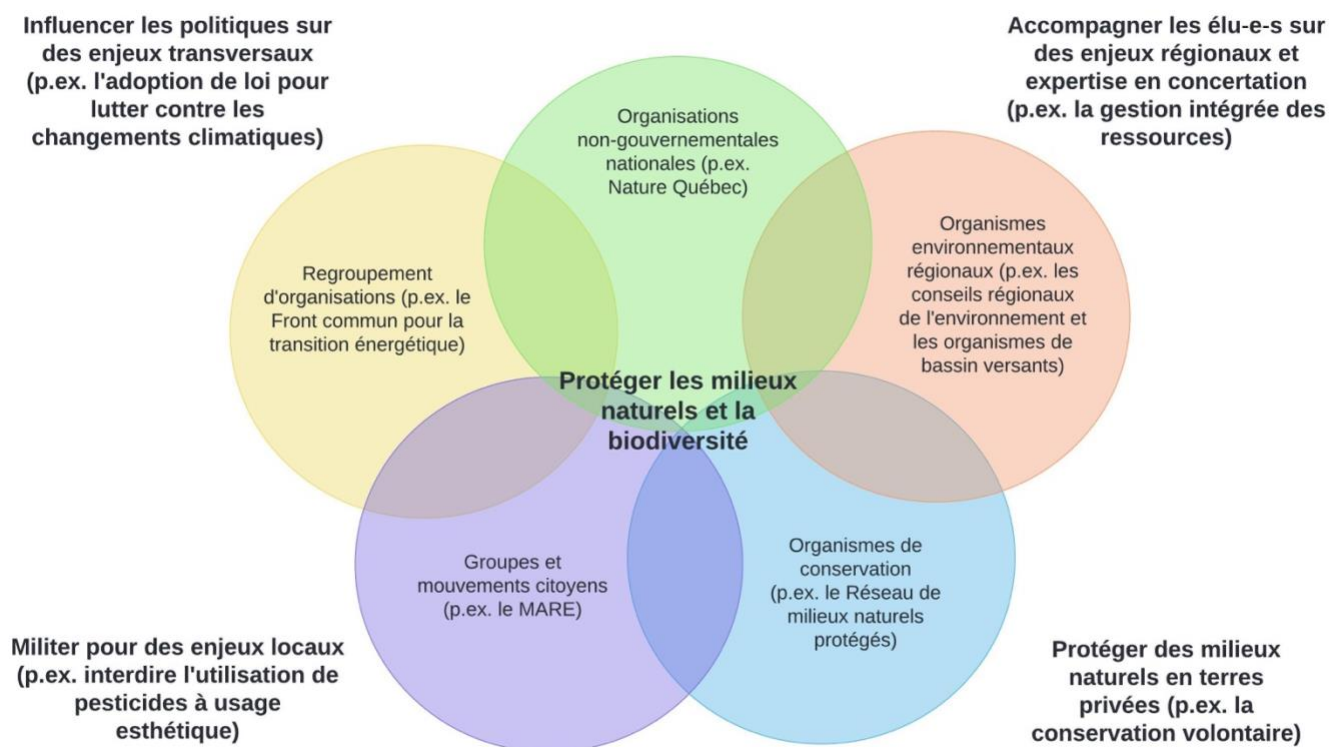 Influencer les politiques sur
des enjeux transversaux
(p.ex. l'adoption de loi pour
lutter contre les
changements climatiques)
Accompagner les élu-e-s sur
des enjeux régionaux et
expertise en concertation
(p.ex. la gestion intégrée des
ressources)
Organisations
non-gouvernementales
nationales (p.ex.
Nature Québec)
Regroupement
d'organisations (p.ex. le
Front commun pour la
transition énergétique)
Organismes
environnementaux
régionaux (p.ex. les
conseils régionaux
de l'environnement et
les organismes de
bassin versants)
Protéger les milieux
naturels et la
biodiversité
Groupes et
mouvements citoyens
(p.ex. le MARE)
Organismes de
conservation
(p.ex. le Réseau de
milieux naturels
protégés)
Militer pour des enjeux locaux
(p.ex. interdire l'utilisation de
pesticides à usage
esthétique)
Protéger des milieux
naturels en terres
privées (p.ex. la
conservation volontaire)